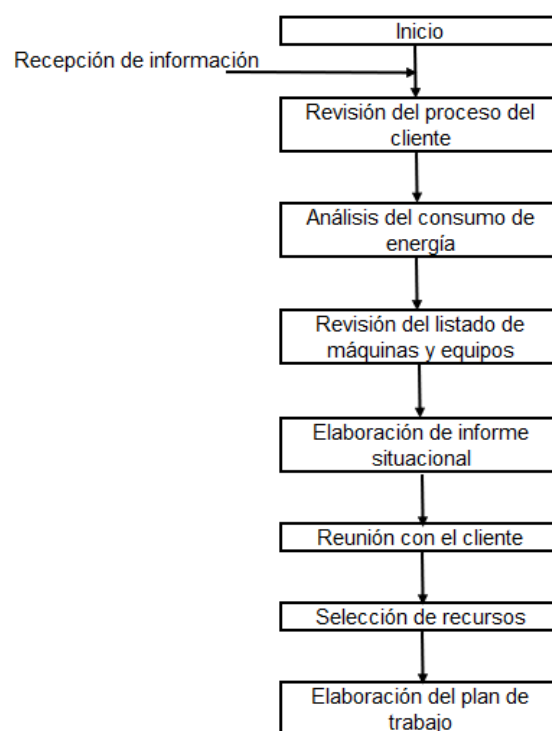 Inicio
Recepción de información
Revisión del proceso del
cliente
Análisis del consumo de
energía
Revisión del listado de
máquinas y equipos
Elaboración de informe
situacional
Reunión con el cliente
Selección de recursos
Elaboración del plan de
trabajo